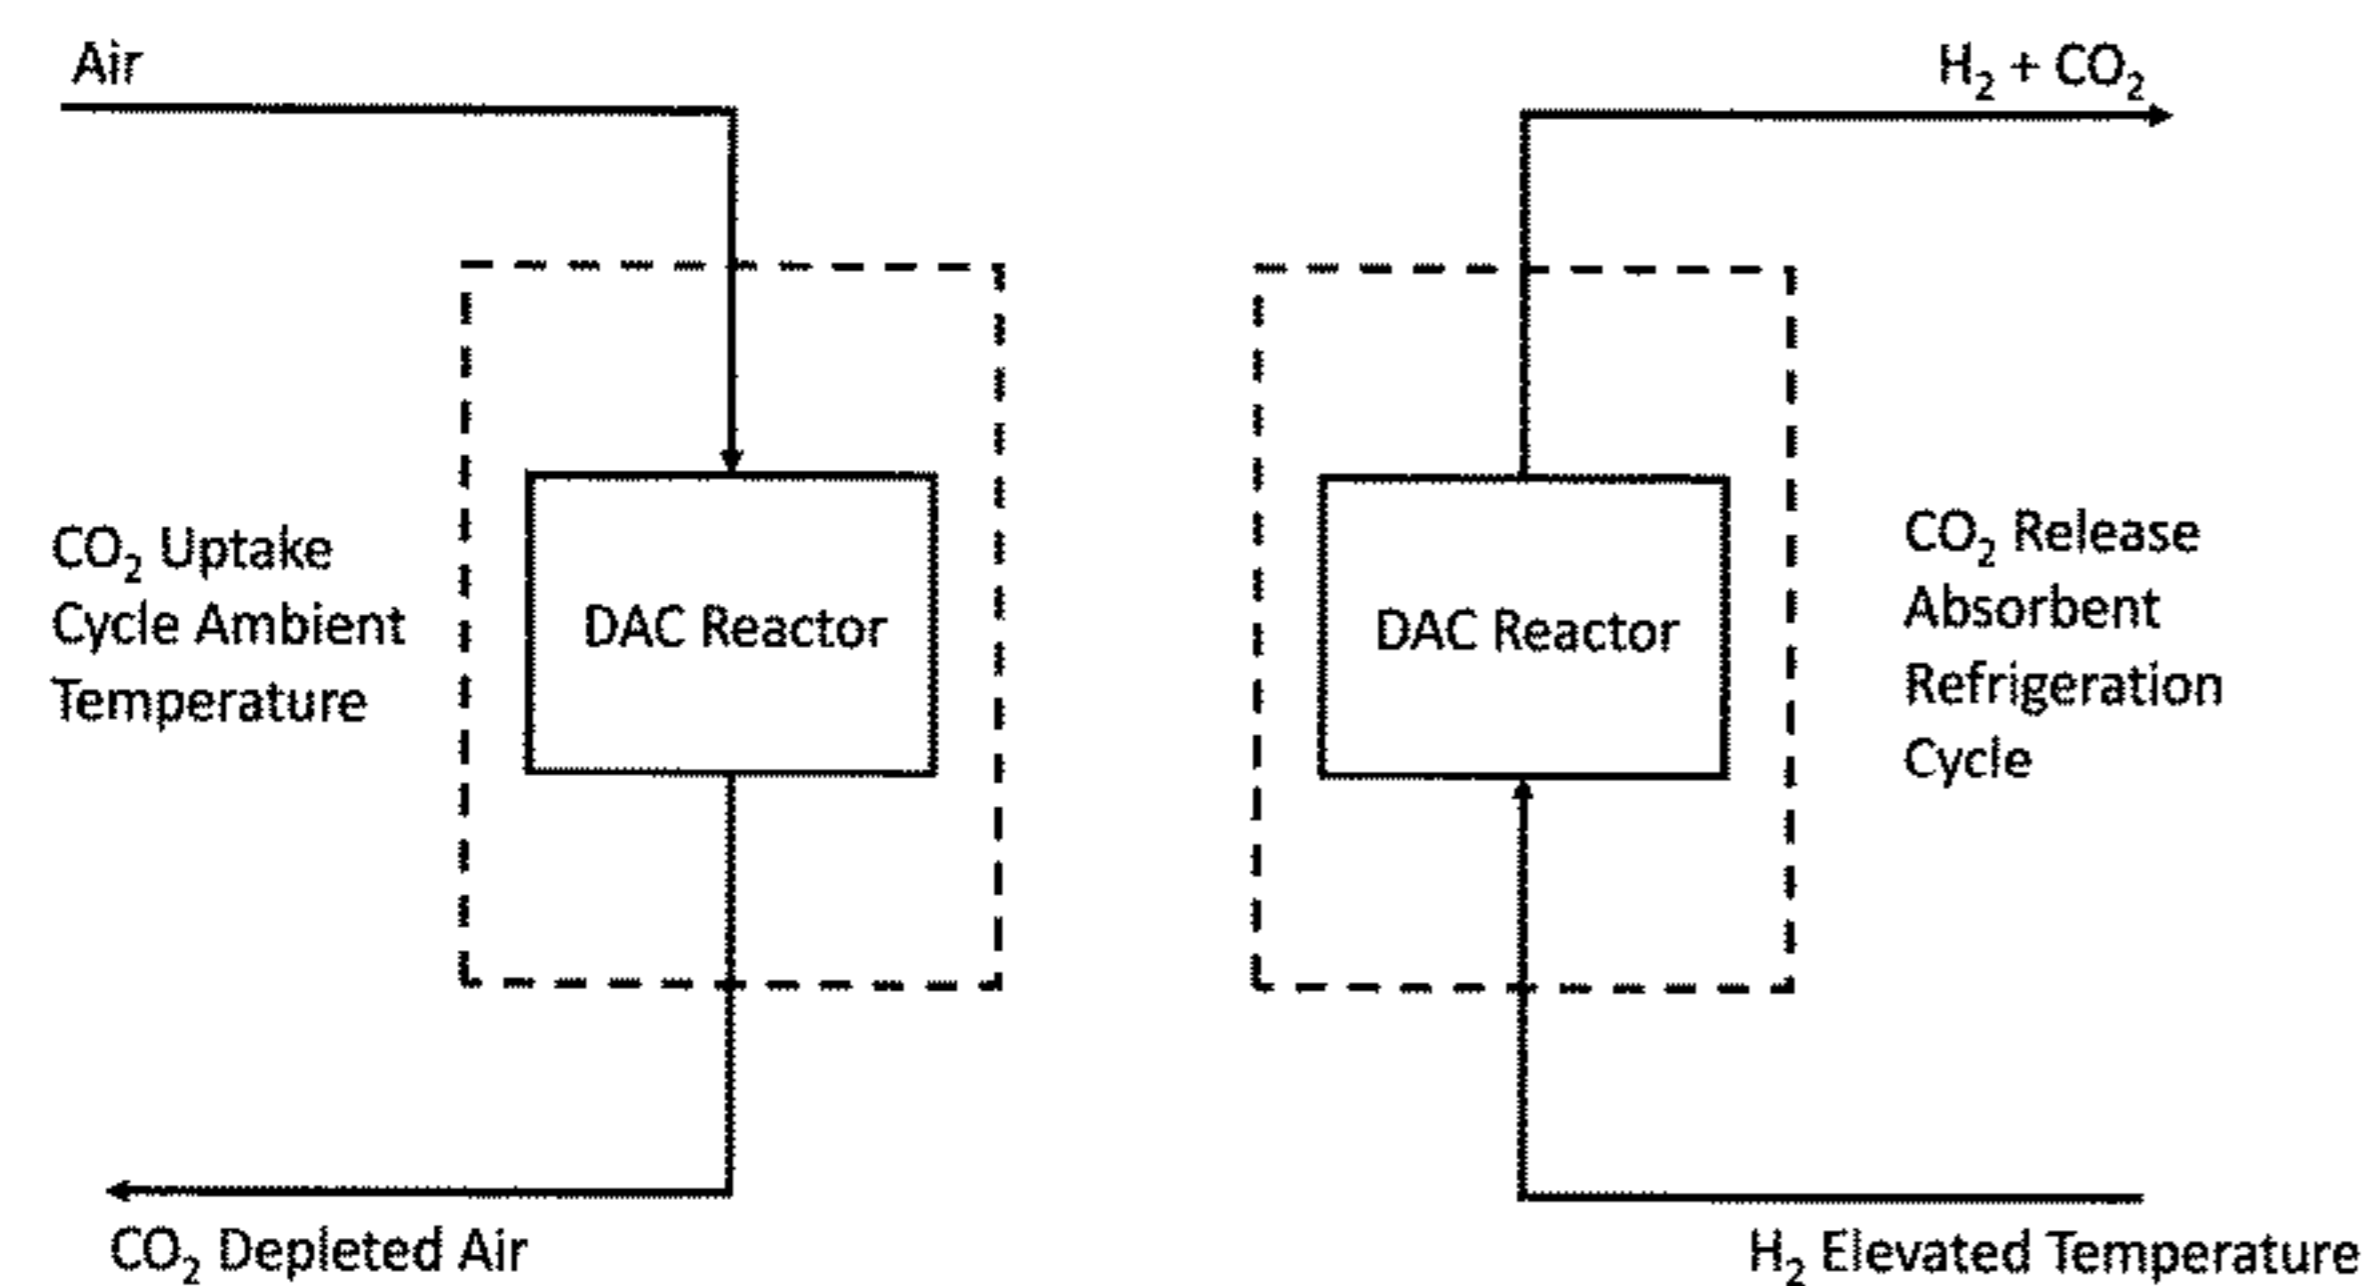 Air
H₂ + CO₂
CO₂ Uptake
Cycle Ambient
Temperature
DAC Reactor
DAC Reactor
CO₂ Release
Absorbent
Refrigeration
Cycle
CO₂ Depleted Air
H₂ Elevated Temperature